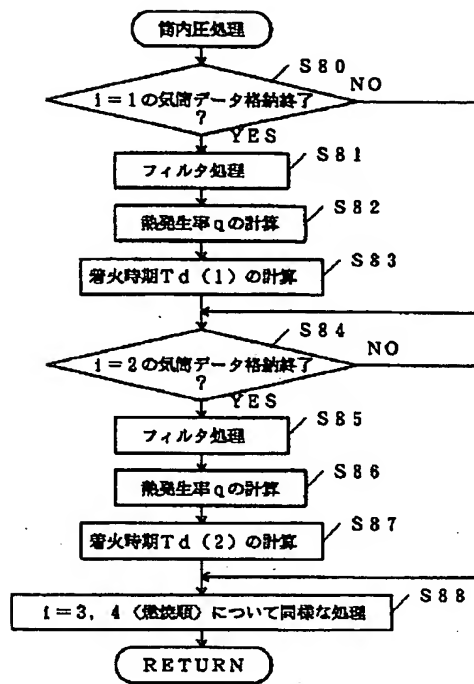 筒内圧処理
S80
NO
i=1の気筒データ格納終了
?
YES
S81
フィルタ処理
S82
熱発生率qの計算
S83
着火時期Td(1)の計算
S84
NO
i=2の気筒データ格納終了
?
YES
S85
フィルタ処理
S86
熱発生率qの計算
S87
着火時期Td(2)の計算
S88
i=3,4(燃焼順)について同様な処理
RETURN